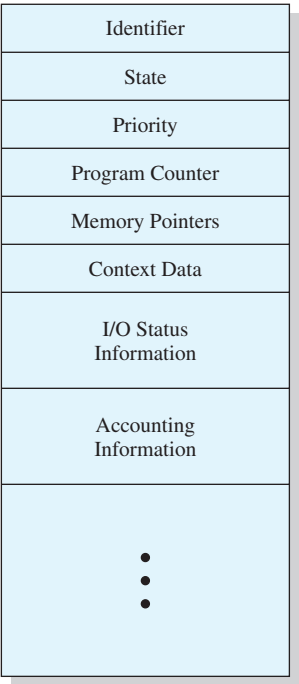 Identifier
State
Priority
Program Counter
Memory Pointers
Context Data
I/O Status
Information
Accounting
Information